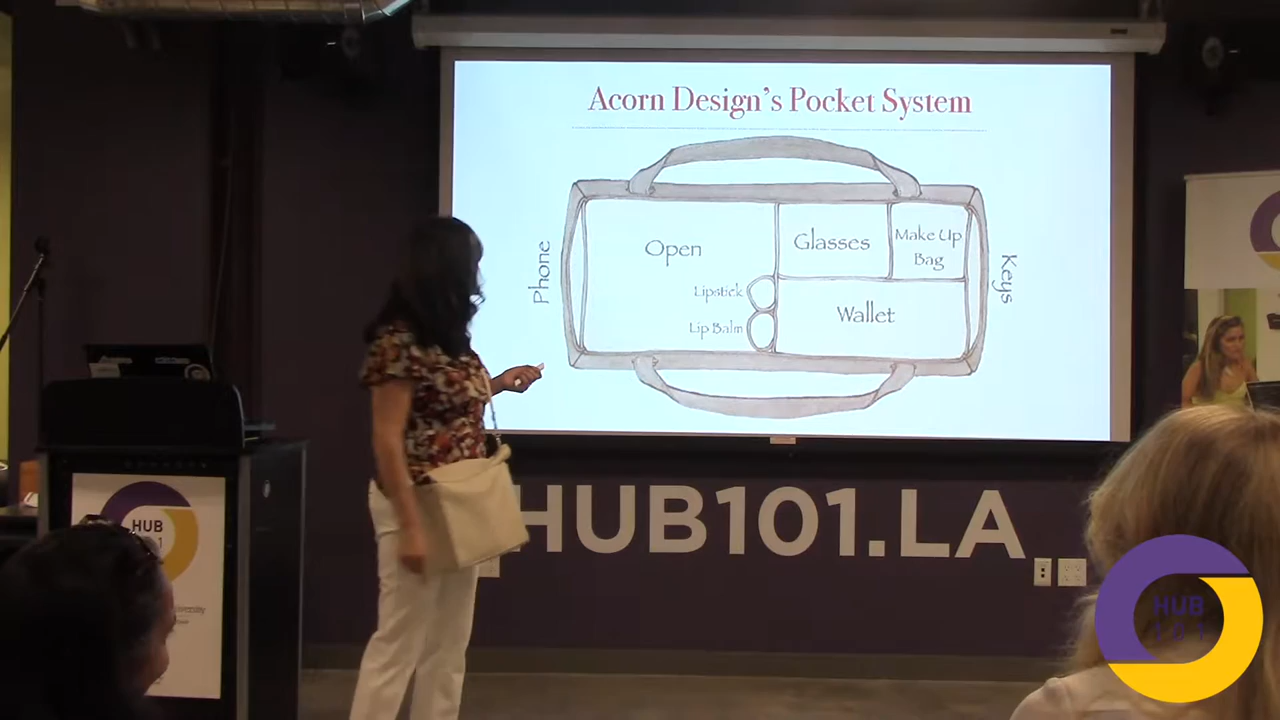 Acorn Design's Pocket System
Phone
Open
Glasses
Make Up
Bag
Keys
Lipstick
Lip Balm
Wallet
HUB101.LA
HUB
HUB
101